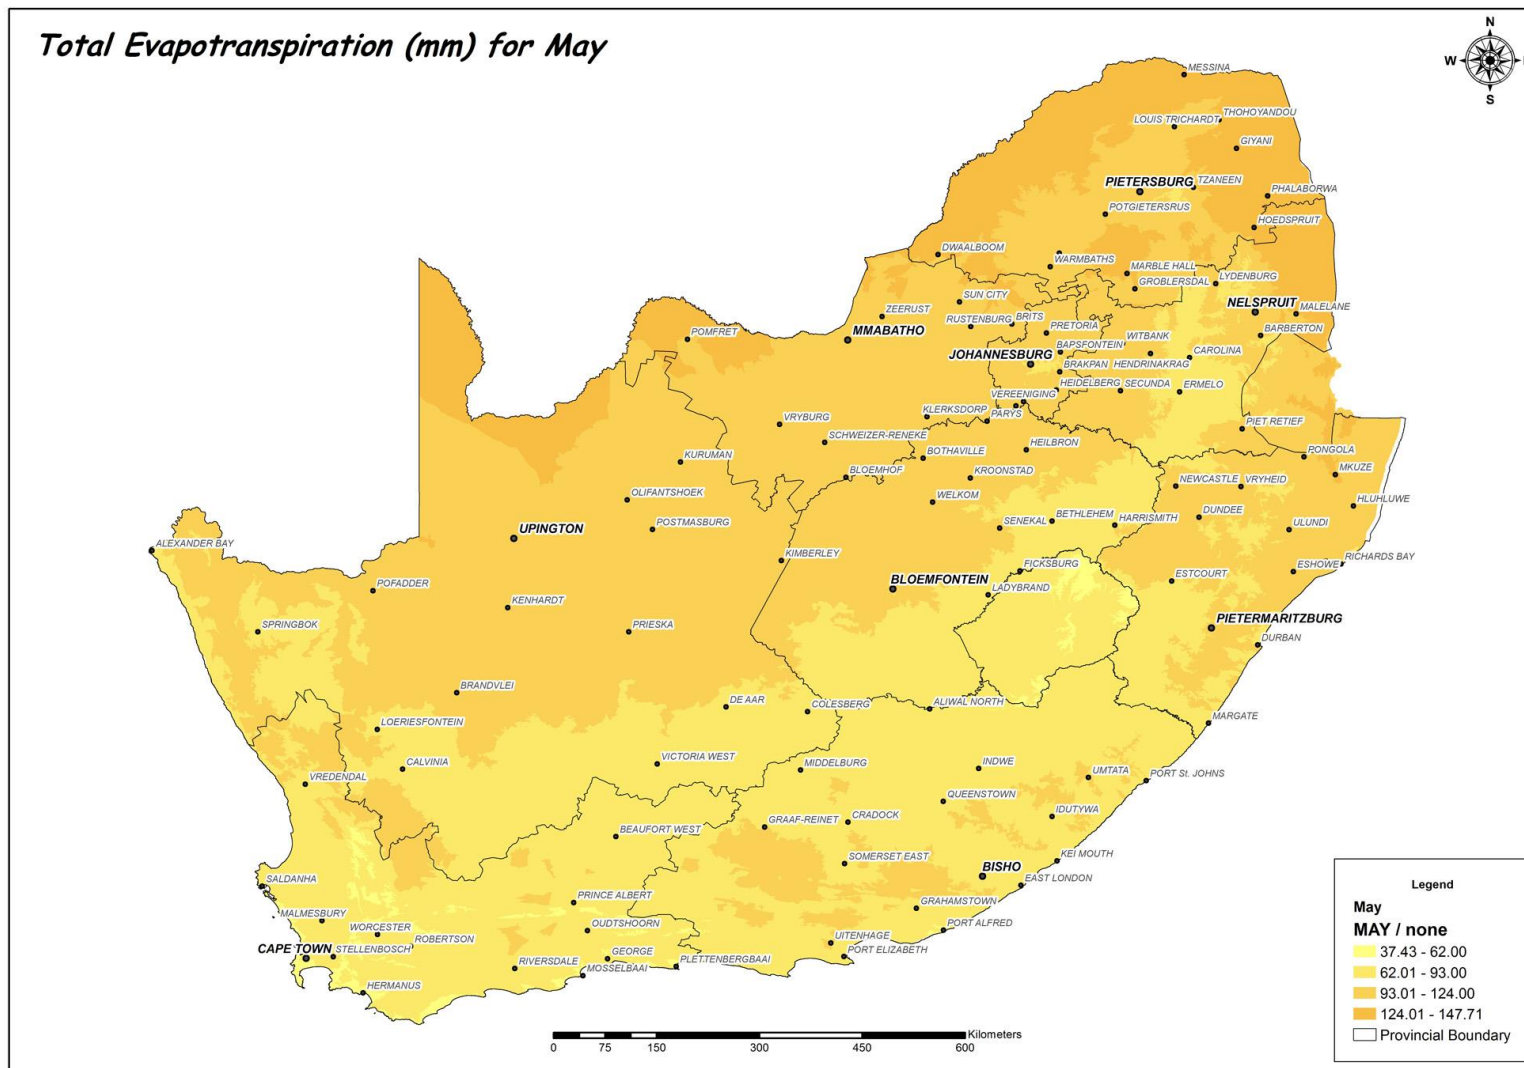 Total Evapotranspiration (mm) for May
N
W
S
MESSINA
THOHOYANDOU
LOUIS TRICHARDT
GIYANI
PIETERSBURG
TZANEEN
PHALABORWA
POTGIETERSRUS
HOEDSPRUIT
DWAALBOOM
WARMBATHS
MARBLE HALL
LYDENBURG
GROBLERSDAL
SUN CITY
ZEERUST
NELSPRUIT
MALELANE
RUSTENBURG
BRITS
POMFRET
MMABATHO
PRETORIA
WITBANK
BARBERTON
BAPSFONTEIN
JOHANNESBURG
HENDRINAKRAG
CAROLINA
BRAKPAN
HEIDELBERG
SECUNDA
ERMELO
VEREENIGING
KLERKSDORP
PARYS
VRYBURG
PIET RETIEF
SCHWEIZER-RENEKE
HEILBRON
BOTHAVILLE
PONGOLA
KURUMAN
BLOEMHOF
KROONSTAD
MKUZE
NEWCASTLE
VRYHEID
OLIFANTSHOEK
WELKOM
HLUHLUWE
UPINGTON
POSTMASBURG
SENEKAL
BETHLEHEM
HARRISMITH
DUNDEE
ULUNDI
ALEXANDER BAY
KIMBERLEY
RICHARDS BAY
FICKSBURG
ESHOWE
POFADDER
BLOEMFONTEIN
LADYBRAND
ESTCOURT
KENHARDT
PIETERMARITZBURG
SPRINGBOK
PRIESKA
DURBAN
BRANDVLEI
DE AAR
COLESBERG
ALIWAL NORTH
LOERIESFONTEIN
MARGATE
CALVINIA
VICTORIA WEST
MIDDELBURG
INDWE
VREDENDAL
UMTATA
PORT St. JOHNS
QUEENSTOWN
IDUTYWA
BEAUFORT WEST
GRAAF-REINET
CRADOCK
SOMERSET EAST
KEI MOUTH
BISHO
SALDANHA
EAST LONDON
PRINCE ALBERT
GRAHAMSTOWN
MALMESBURY
OUDTSHOORN
PORT ALFRED
WORCESTER
UITENHAGE
CAPE TOWN
STELLENBOSCH
ROBERTSON
GEORGE
PORT ELIZABETH
RIVERSDALE
MOSSELBAAI
PLETTENBERGBAAI
HERMANUS
Legend
May
MAY / none
37.43 - 62.00
62.01 - 93.00
93.01 - 124.00
124.01 - 147.71
Provincial Boundary
Kilometers
0 75 150 300 450 600